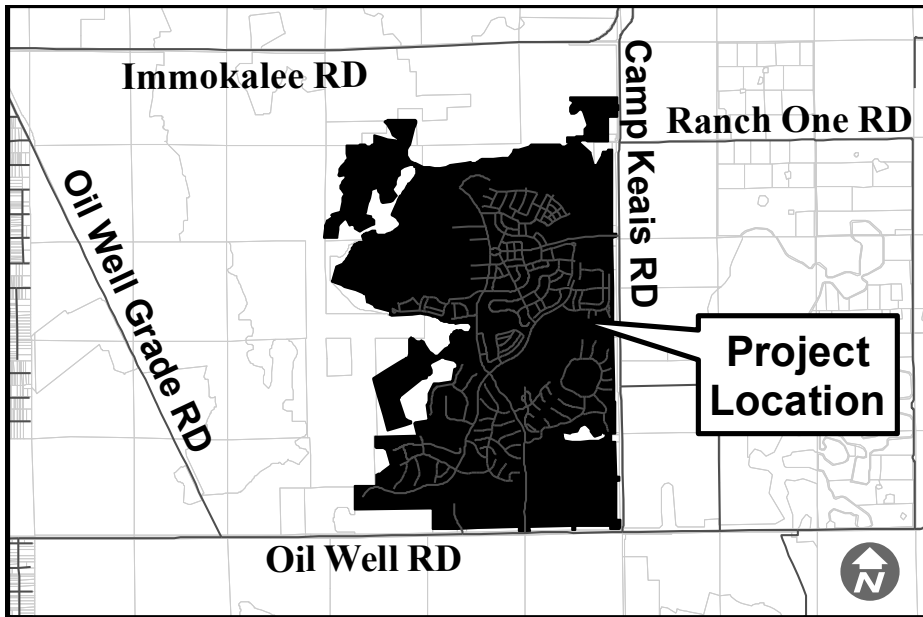 Immokalee RD
Camp Keais RD
Ranch One RD
Oil Well Grade RD
Project
Location
Oil Well RD
N